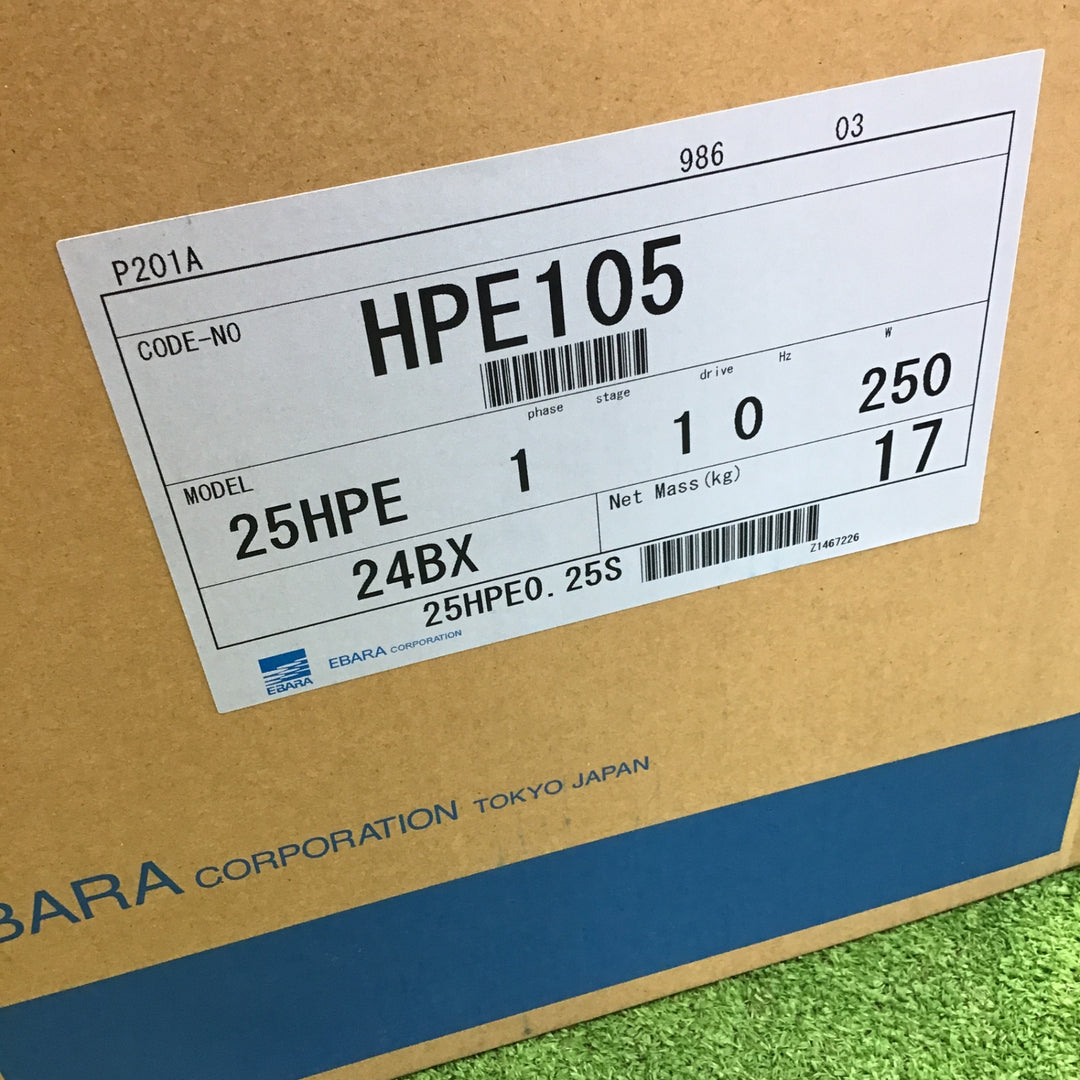 P201A 986 03
CODE-NO HPE105
phase stage drive Hz W
MODEL 25HPE 1 1 0 250
24BX Net Mass(kg) 17
25HPE0.25S Z1467226
EBARA EBARA CORPORATION
BARA CORPORATION TOKYO JAPAN